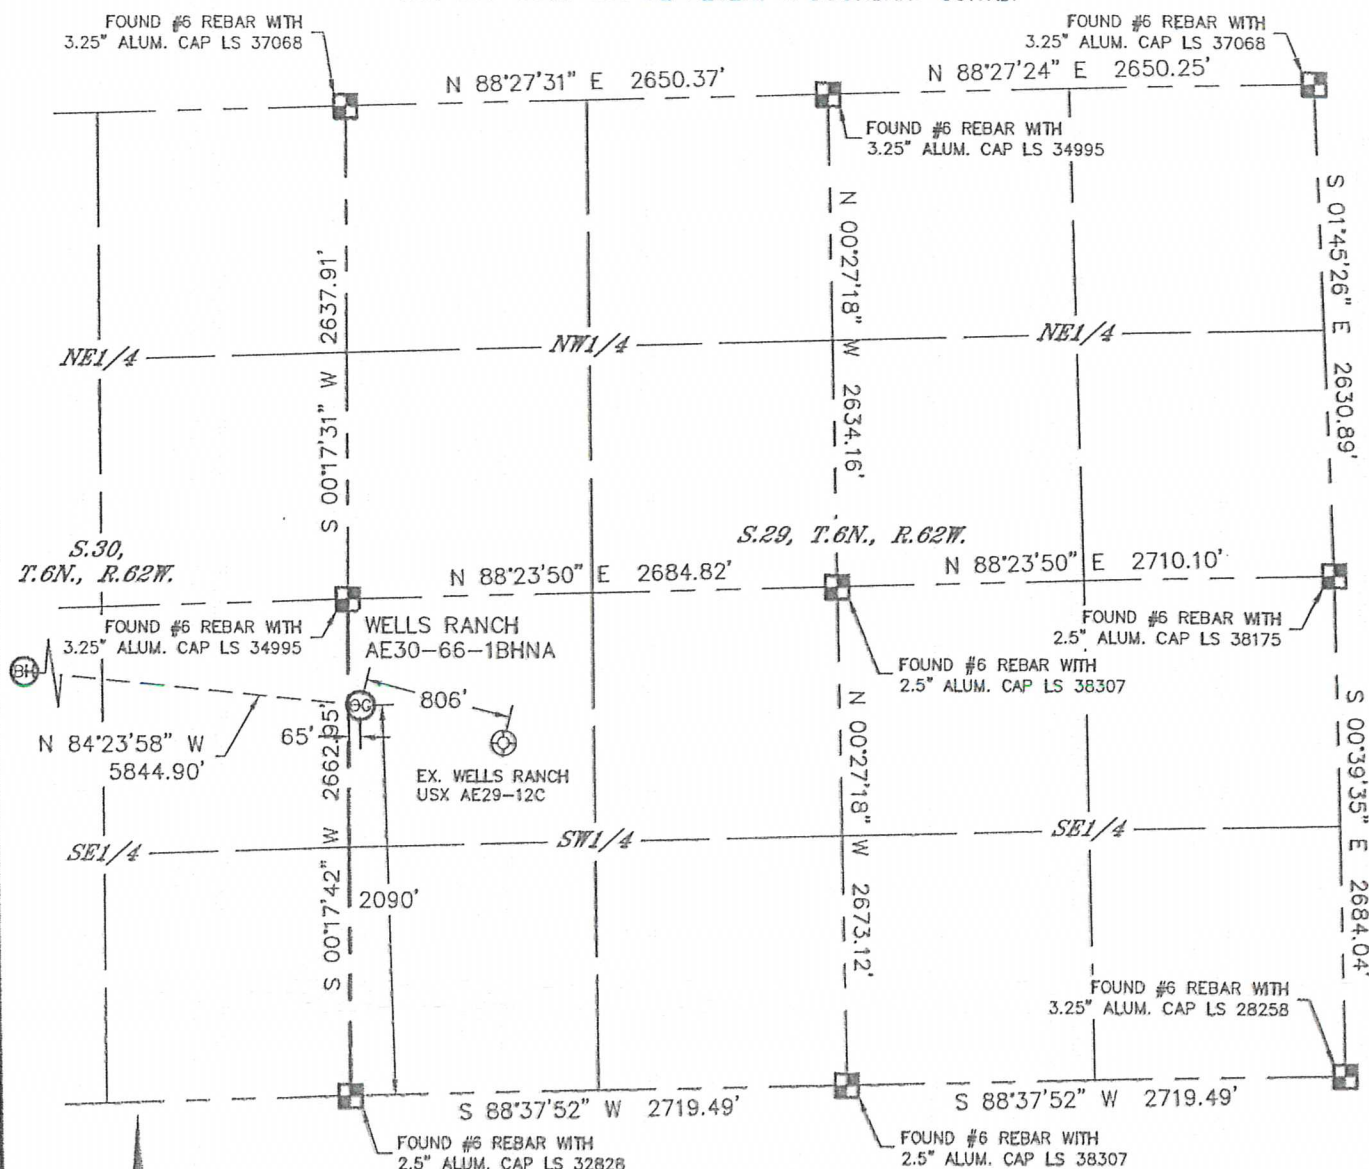 FOUND #6 REBAR WITH
3.25" ALUM. CAP LS 37068
FOUND #6 REBAR WITH
3.25" ALUM. CAP LS 37068
N 88°27'31" E 2650.37'
N 88°27'24" E 2650.25'
FOUND #6 REBAR WITH
3.25" ALUM. CAP LS 34995
S 00°17'31" W 2637.91'
N 00°27'18" W 2634.16'
S 01°45'26" E 2630.89'
NE1/4
NW1/4
NE1/4
S.30,
T.6N., R.62W.
S.29, T.6N., R.62W.
N 88°23'50" E 2684.82'
N 88°23'50" E 2710.10'
FOUND #6 REBAR WITH
3.25" ALUM. CAP LS 34995
WELLS RANCH
AE30-66-1BHNA
FOUND #6 REBAR WITH
2.5" ALUM. CAP LS 38175
FOUND #6 REBAR WITH
2.5" ALUM. CAP LS 38307
BH
OG
806'
65'
N 84°23'58" W
5844.90'
EX. WELLS RANCH
USX AE29-12C
S 00°17'42" W 2662.95'
N 00°27'18" W 2673.12'
S 00°39'35" E 2684.04'
SE1/4
SW1/4
SE1/4
2090'
FOUND #6 REBAR WITH
3.25" ALUM. CAP LS 28258
S 88°37'52" W 2719.49'
S 88°37'52" W 2719.49'
FOUND #6 REBAR WITH
2.5" ALUM. CAP LS 32828
FOUND #6 REBAR WITH
2.5" ALUM. CAP LS 38307